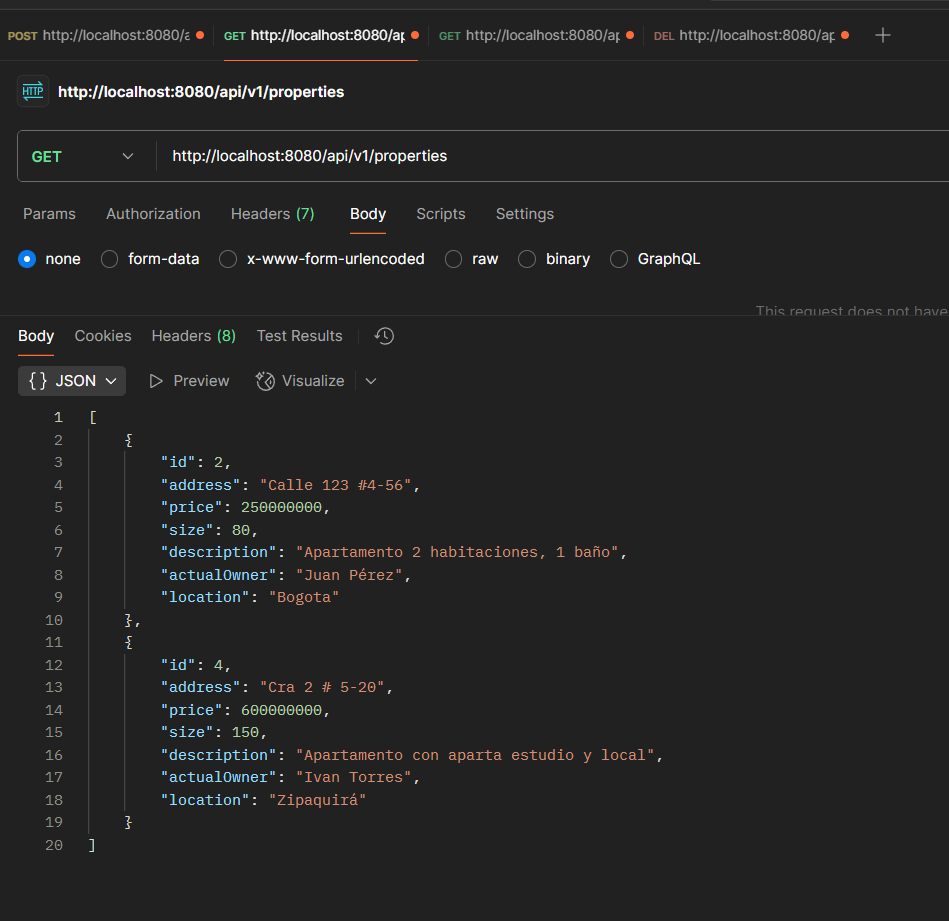 POST http://localhost:8080/a GET http://localhost:8080/ap GET http://localhost:8080/ap DEL http://localhost:8080/ap
HTTP http://localhost:8080/api/v1/properties
GET http://localhost:8080/api/v1/properties
Params Authorization Headers (7) Body Scripts Settings
none form-data x-www-form-urlencoded raw binary GraphQL
This request does not have
Body Cookies Headers (8) Test Results
{} JSON Preview Visualize
1 [
2 {
3 "id": 2,
4 "address": "Calle 123 #4-56",
5 "price": 250000000,
6 "size": 80,
7 "description": "Apartamento 2 habitaciones, 1 baño",
8 "actualOwner": "Juan Pérez",
9 "location": "Bogota"
10 },
11 {
12 "id": 4,
13 "address": "Cra 2 # 5-20",
14 "price": 600000000,
15 "size": 150,
16 "description": "Apartamento con aparta estudio y local",
17 "actualOwner": "Ivan Torres",
18 "location": "Zipaquirá"
19 }
20 ]